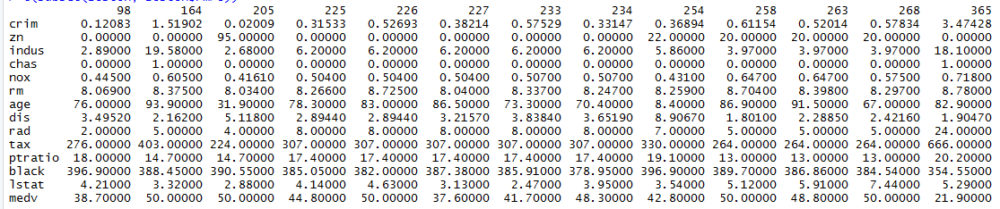 98 164 205 225 226 227 233 234 254 258 263 268 365
crim 0.12083 1.51902 0.02009 0.31533 0.52693 0.38214 0.57529 0.33147 0.36894 0.61154 0.52014 0.57834 3.47428
zn 0.00000 0.00000 95.00000 0.00000 0.00000 0.00000 0.00000 0.00000 22.00000 20.00000 20.00000 20.00000 0.00000
indus 2.89000 19.58000 2.68000 6.20000 6.20000 6.20000 6.20000 6.20000 5.86000 3.97000 3.97000 3.97000 18.10000
chas 0.00000 1.00000 0.00000 0.00000 0.00000 0.00000 0.00000 0.00000 0.00000 0.00000 0.00000 0.00000 1.00000
nox 0.44500 0.60500 0.41610 0.50400 0.50400 0.50400 0.50700 0.50700 0.43100 0.64700 0.64700 0.57500 0.71800
rm 8.06900 8.37500 8.03400 8.26600 8.72500 8.04000 8.33700 8.24700 8.25900 8.70400 8.39800 8.29700 8.78000
age 76.00000 93.90000 31.90000 78.30000 83.00000 86.50000 73.30000 70.40000 8.40000 86.90000 91.50000 67.00000 82.90000
dis 3.49520 2.16200 5.11800 2.89440 2.89440 3.21570 3.83840 3.65190 8.90670 1.80100 2.28850 2.42160 1.90470
rad 2.00000 5.00000 4.00000 8.00000 8.00000 8.00000 8.00000 8.00000 7.00000 5.00000 5.00000 5.00000 24.00000
tax 276.00000 403.00000 224.00000 307.00000 307.00000 307.00000 307.00000 307.00000 330.00000 264.00000 264.00000 264.00000 666.00000
ptratio 18.00000 14.70000 14.70000 17.40000 17.40000 17.40000 17.40000 17.40000 19.10000 13.00000 13.00000 13.00000 20.20000
black 396.90000 388.45000 390.55000 385.05000 382.00000 387.38000 385.91000 378.95000 396.90000 389.70000 386.86000 384.54000 354.55000
lstat 4.21000 3.32000 2.88000 4.14000 4.63000 3.13000 2.47000 3.95000 3.54000 5.12000 5.91000 7.44000 5.29000
medv 38.70000 50.00000 50.00000 44.80000 50.00000 37.60000 41.70000 48.30000 42.80000 50.00000 48.80000 50.00000 21.90000